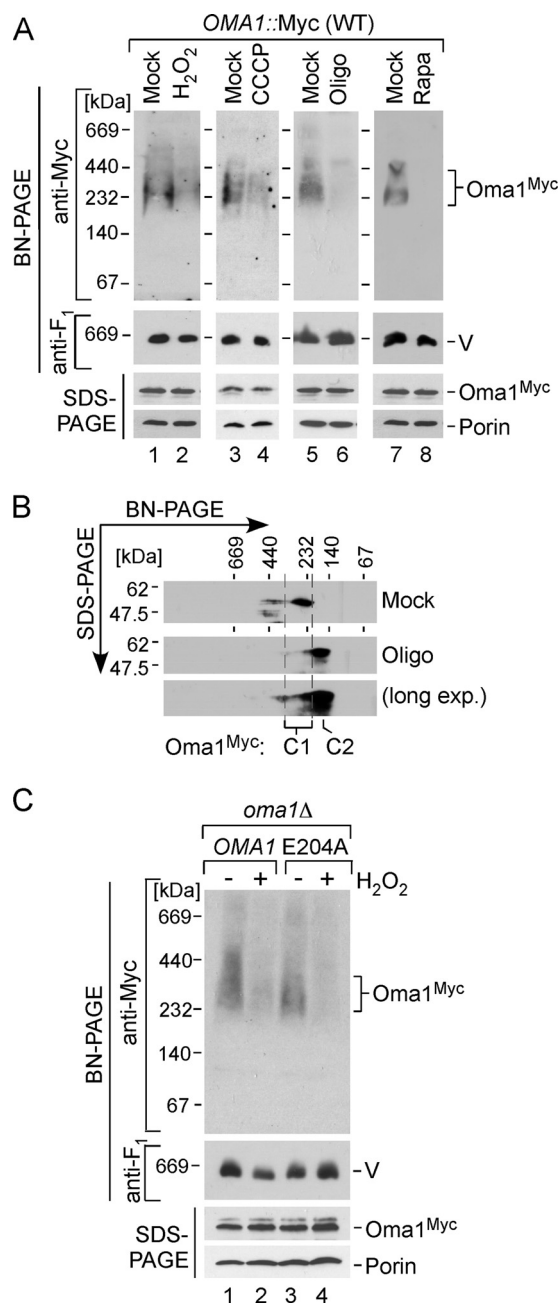 A
OMA1::Myc (WT)
Mock H2O2 Mock CCCP Mock Oligo Mock Rapa
[kDa]
BN-PAGE
anti-Myc
669
440
232
140
67
Oma1Myc
anti-F1
669
V
SDS-PAGE
Oma1Myc
Porin
1 2 3 4 5 6 7 8
B
BN-PAGE
SDS-PAGE
[kDa] 669 440 232 140 67
62
47.5
Mock
62
47.5
Oligo
(long exp.)
Oma1Myc: C1 C2
C
oma1Δ
OMA1 E204A
- + - + H2O2
[kDa]
BN-PAGE
anti-Myc
669
440
232
140
67
Oma1Myc
anti-F1
669
V
SDS-PAGE
Oma1Myc
Porin
1 2 3 4